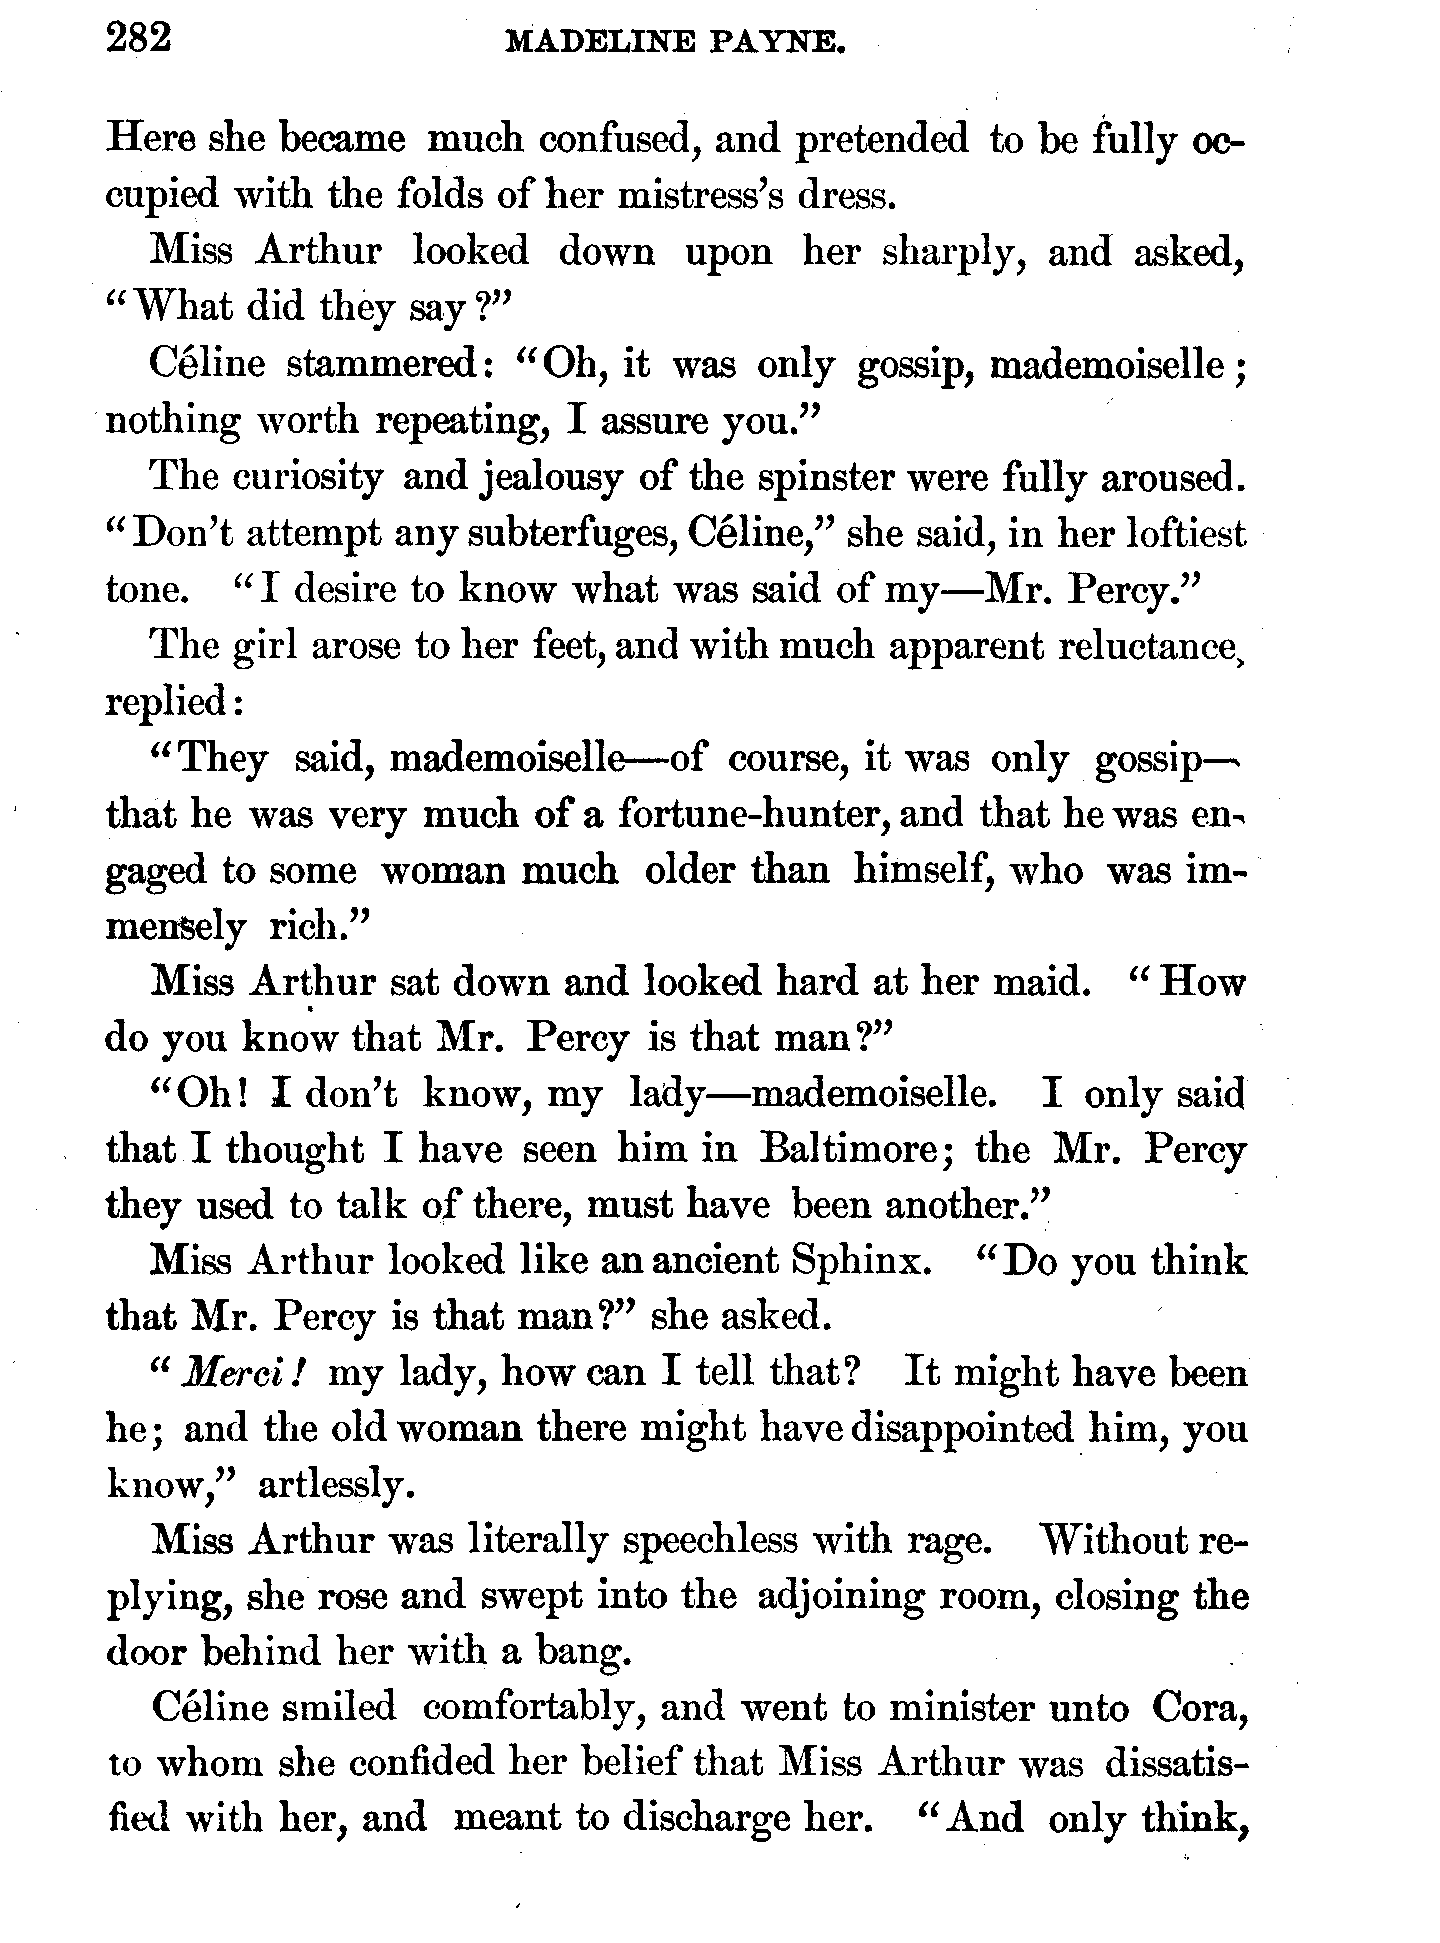 282 MADELINE PAYNE.
Here she became much confused, and pretended to be fully oc-
cupied with the folds of her mistress's dress.
Miss Arthur looked down upon her sharply, and asked,
"What did they say?"
Céline stammered: "Oh, it was only gossip, mademoiselle;
nothing worth repeating, I assure you."
The curiosity and jealousy of the spinster were fully aroused.
"Don't attempt any subterfuges, Céline," she said, in her loftiest
tone. "I desire to know what was said of my—Mr. Percy."
The girl arose to her feet, and with much apparent reluctance,
replied:
"They said, mademoiselle—of course, it was only gossip—
that he was very much of a fortune-hunter, and that he was en-
gaged to some woman much older than himself, who was im-
mensely rich."
Miss Arthur sat down and looked hard at her maid. "How
do you know that Mr. Percy is that man?"
"Oh! I don't know, my lady—mademoiselle. I only said
that I thought I have seen him in Baltimore; the Mr. Percy
they used to talk of there, must have been another."
Miss Arthur looked like an ancient Sphinx. "Do you think
that Mr. Percy is that man?" she asked.
"Merci! my lady, how can I tell that? It might have been
he; and the old woman there might have disappointed him, you
know," artlessly.
Miss Arthur was literally speechless with rage. Without re-
plying, she rose and swept into the adjoining room, closing the
door behind her with a bang.
Céline smiled comfortably, and went to minister unto Cora,
to whom she confided her belief that Miss Arthur was dissatis-
fied with her, and meant to discharge her. "And only think,